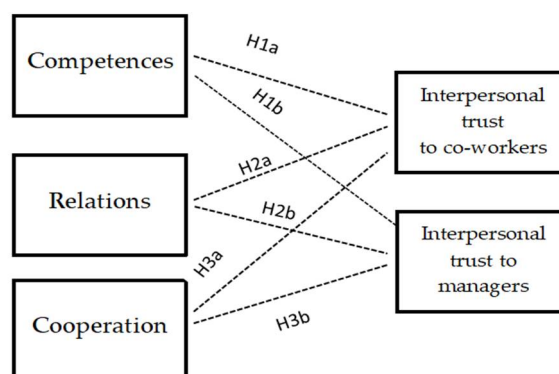 Competences
Relations
Cooperation
H1a
H1b
H2a
H2b
H3a
H3b
Interpersonal
trust
to co-workers
Interpersonal
trust to
managers